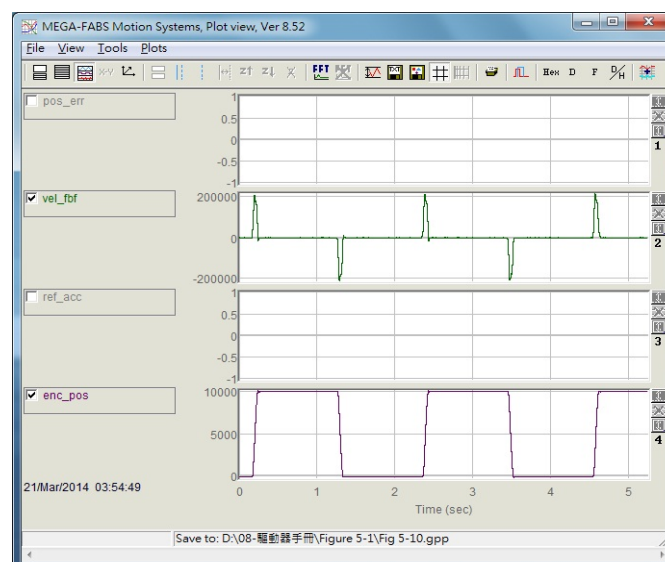 MEGA-FABS Motion Systems, Plot view, Ver 8.52
File View Tools Plots
X-Y FFT TXT Hex D F D/H
pos_err
1
0.5
0
-0.5
-1
1
vel_fbf
200000
0
-200000
2
ref_acc
1
0.5
0
-0.5
-1
3
enc_pos
10000
5000
0
4
21/Mar/2014 03:54:49
0 1 2 3 4 5
Time (sec)
Save to: D:\08-驅動器手冊\Figure 5-1\Fig 5-10.gpp